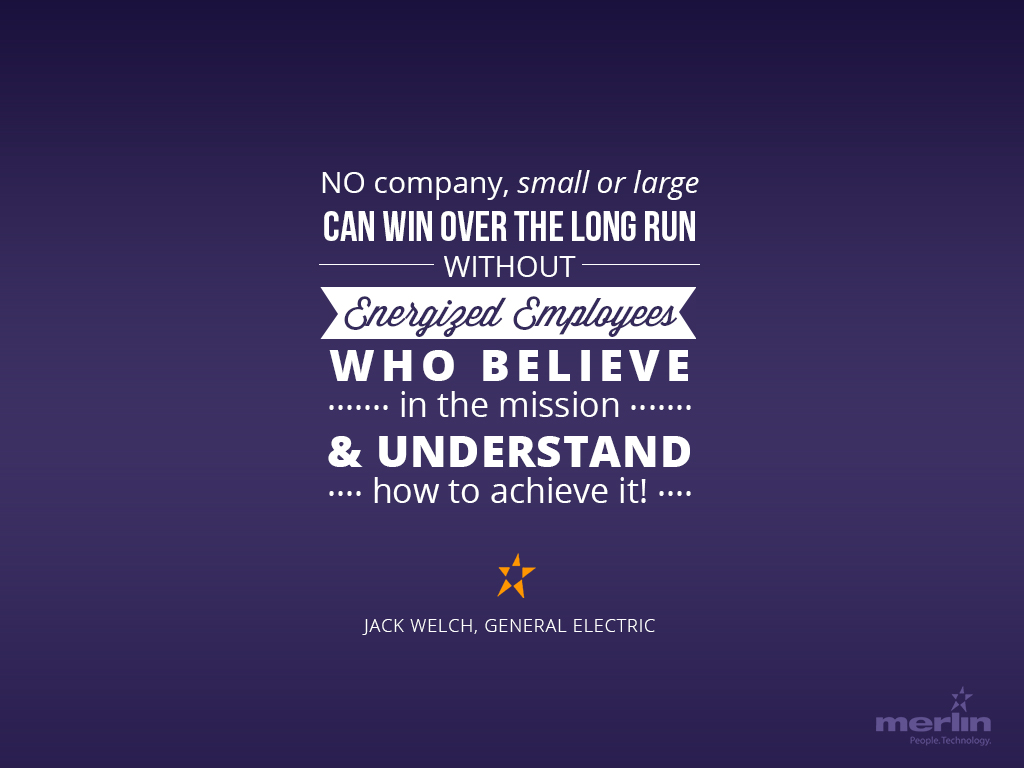 NO company, small or large
CAN WIN OVER THE LONG RUN
WITHOUT
Energized Employees
WHO BELIEVE
in the mission
& UNDERSTAND
how to achieve it!
JACK WELCH, GENERAL ELECTRIC
merlin
People.Technology.